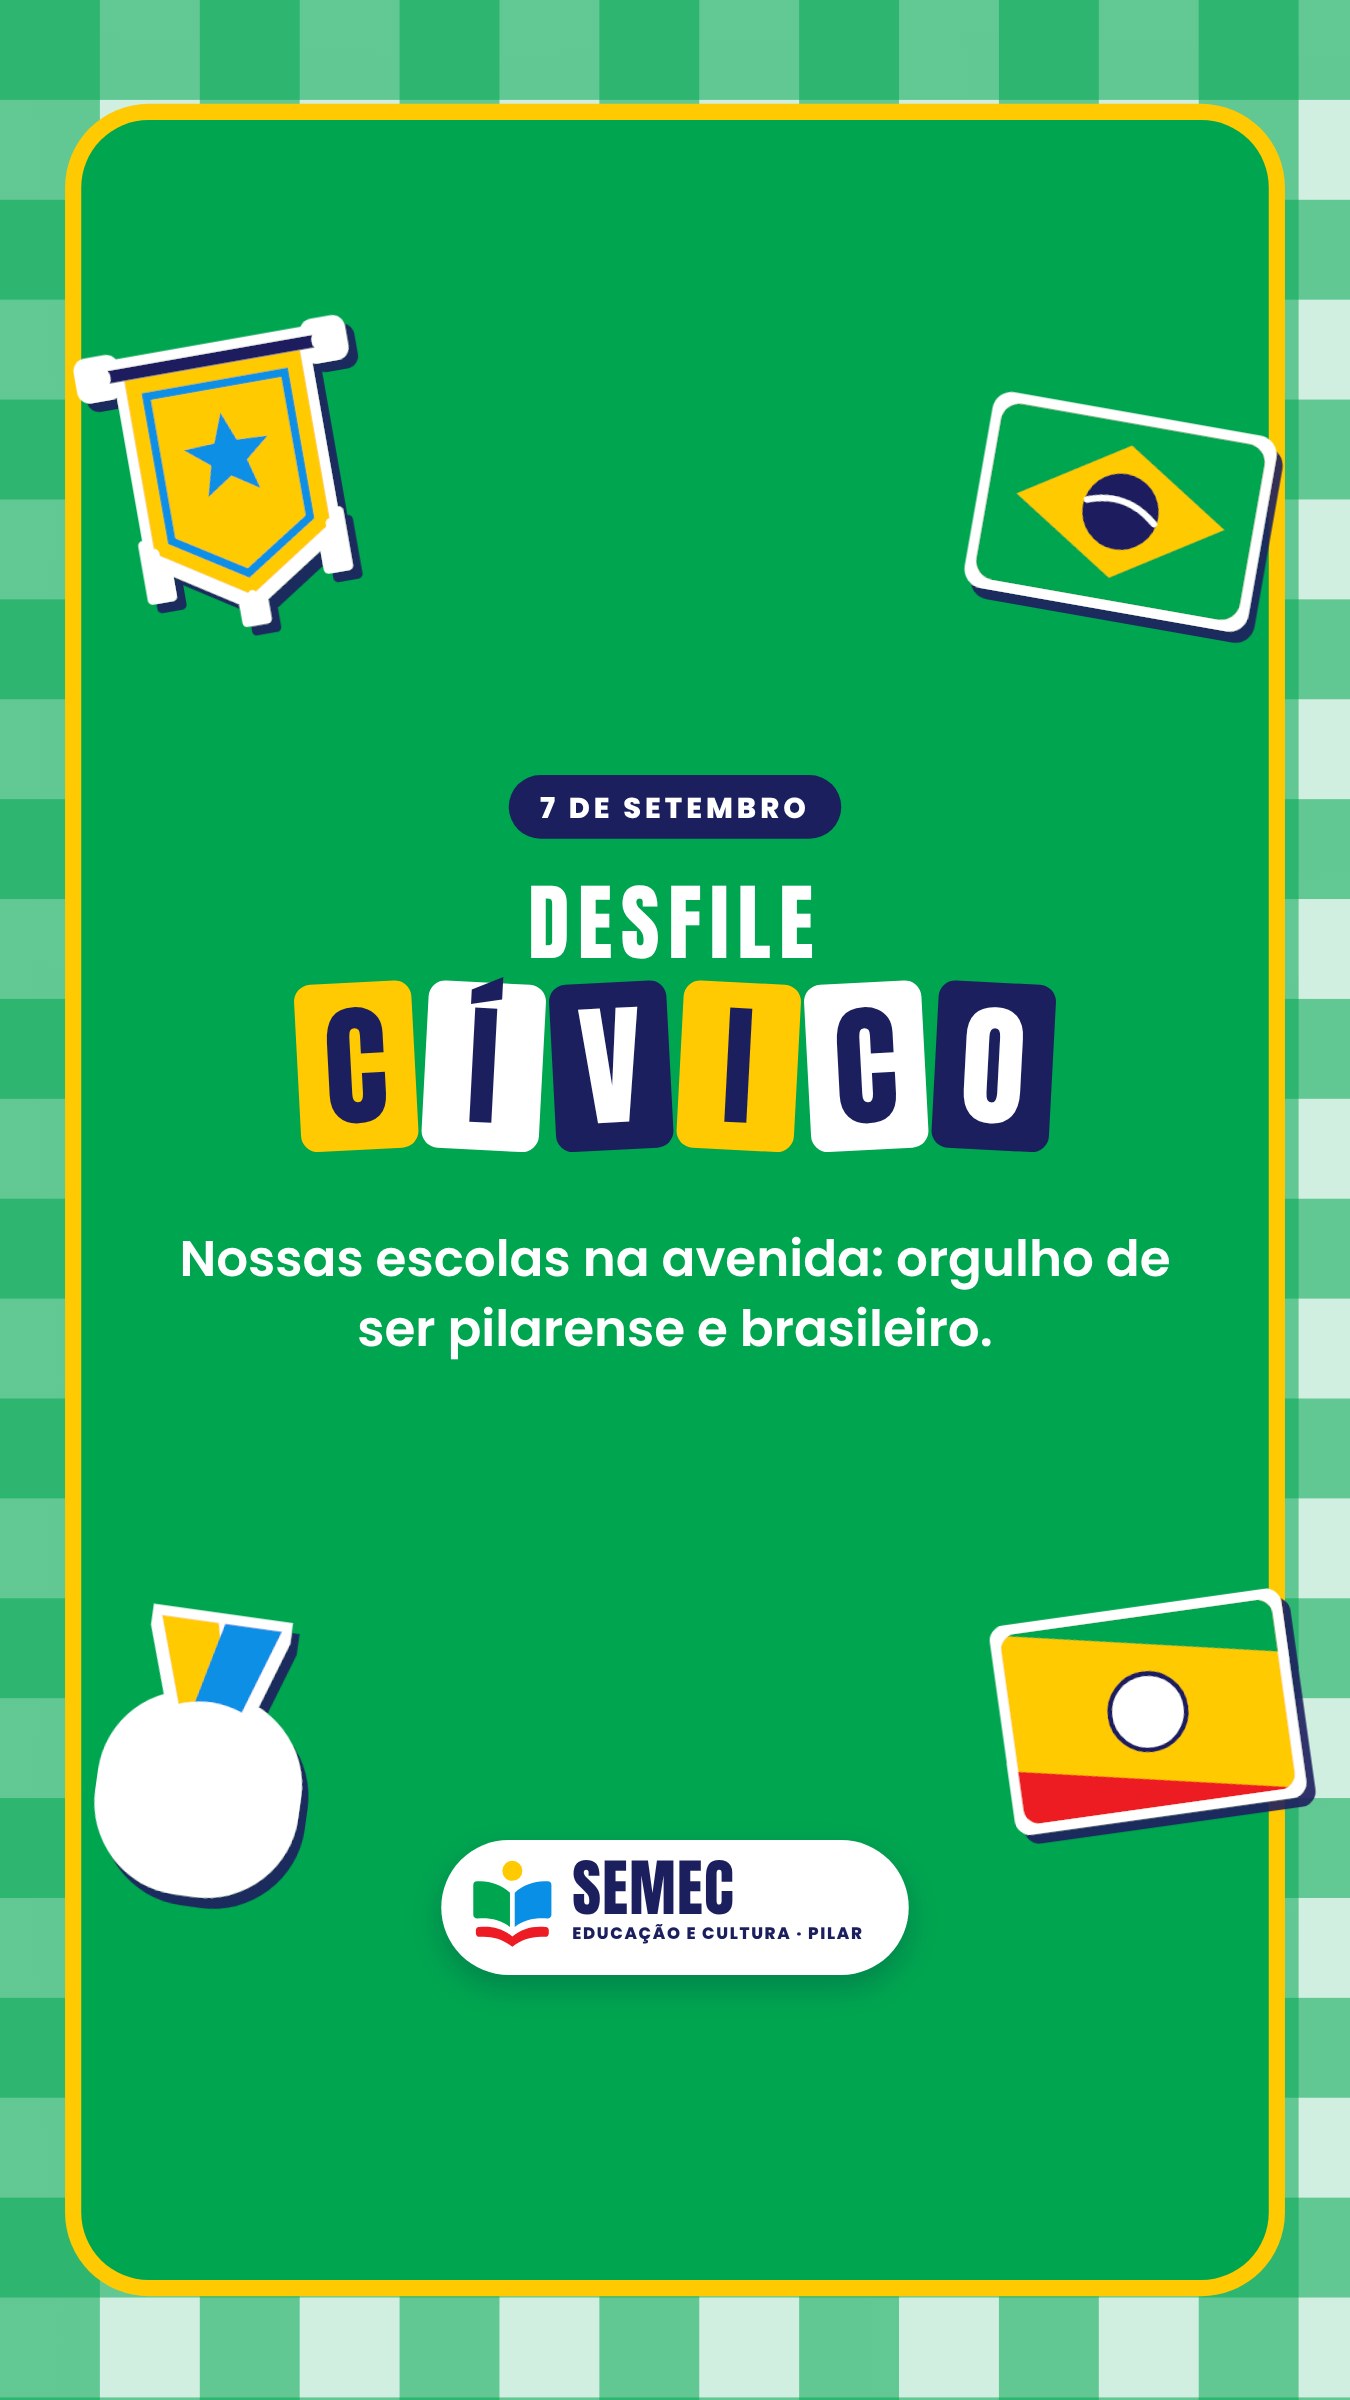 7 DE SETEMBRO
DESFILE
CÍVICO
Nossas escolas na avenida: orgulho de
ser pilarense e brasileiro.
SEMEC
EDUCAÇÃO E CULTURA · PILAR